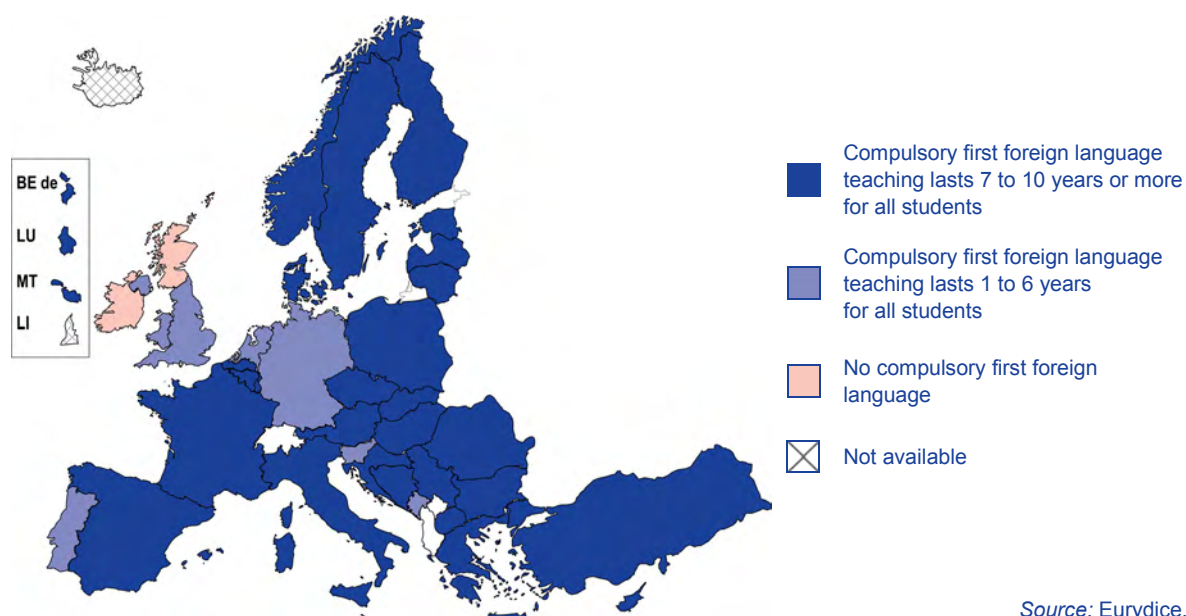 BE de
LU
MT
LI
Compulsory first foreign language
teaching lasts 7 to 10 years or more
for all students
Compulsory first foreign language
teaching lasts 1 to 6 years
for all students
No compulsory first foreign
language
Not available
Source: Eurydice.